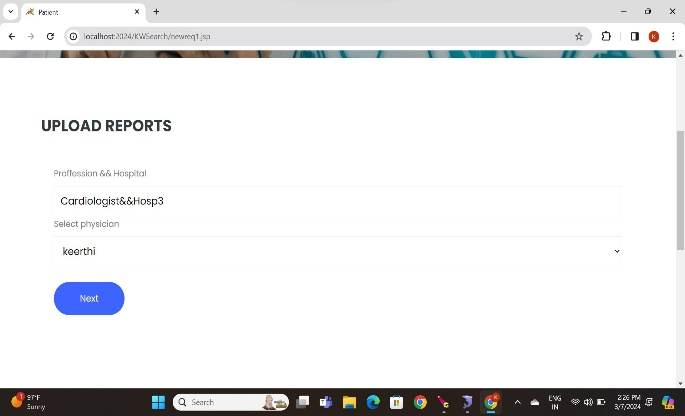 Patient
localhost:2024/KWSearch/newreq1.jsp
K
UPLOAD REPORTS
Proffession && Hospital
Cardiologist&&Hosp3
Select physician
keerthi
Next
1
97°F
Sunny
Search
ENG
IN
2:26 PM
3/7/2024